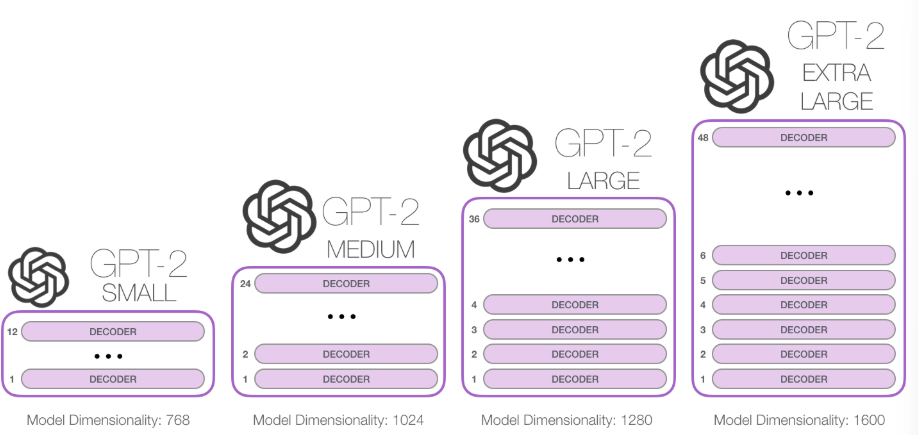 GPT-2
SMALL
12 DECODER
...
1 DECODER
Model Dimensionality: 768
GPT-2
MEDIUM
24 DECODER
...
2 DECODER
1 DECODER
Model Dimensionality: 1024
GPT-2
LARGE
36 DECODER
...
4 DECODER
3 DECODER
2 DECODER
1 DECODER
Model Dimensionality: 1280
GPT-2
EXTRA
LARGE
48 DECODER
...
6 DECODER
5 DECODER
4 DECODER
3 DECODER
2 DECODER
1 DECODER
Model Dimensionality: 1600